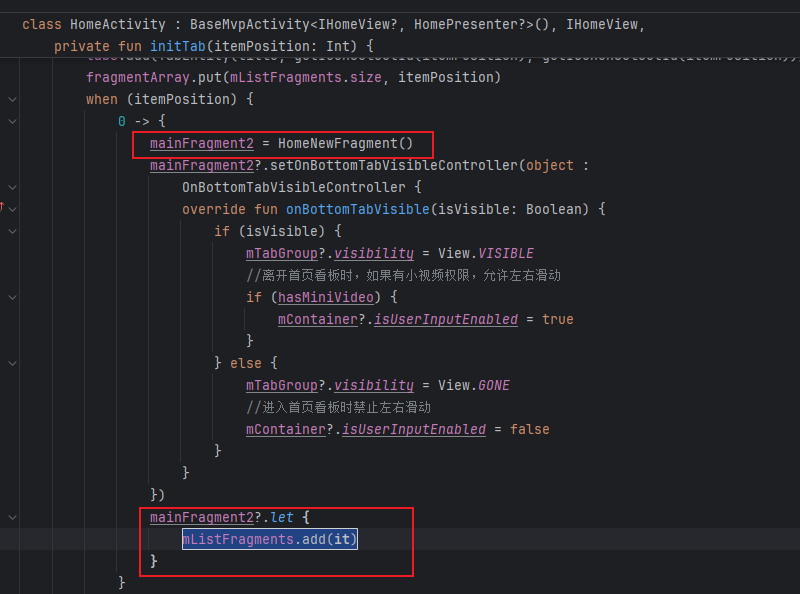 class HomeActivity : BaseMvpActivity<IHomeView?, HomePresenter?>(), IHomeView,
private fun initTab(itemPosition: Int) {
fragmentArray.put(mListFragments.size, itemPosition)
when (itemPosition) {
0 -> {
mainFragment2 = HomeNewFragment()
mainFragment2?.setOnBottomTabVisibleController(object :
OnBottomTabVisibleController {
override fun onBottomTabVisible(isVisible: Boolean) {
if (isVisible) {
mTabGroup?.visibility = View.VISIBLE
//离开首页看板时，如果有小视频权限，允许左右滑动
if (hasMiniVideo) {
mContainer?.isUserInputEnabled = true
}
} else {
mTabGroup?.visibility = View.GONE
//进入首页看板时禁止左右滑动
mContainer?.isUserInputEnabled = false
}
}
})
mainFragment2?.let {
mListFragments.add(it)
}
}